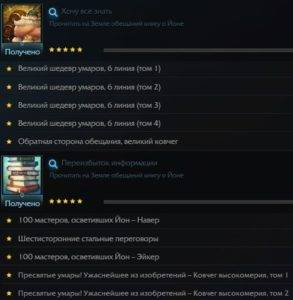 Хочу все знать
Прочитать на Земле обещаний книгу о Йоне
Получено
Великий шедевр умаров, 6 линия (том 1)
Великий шедевр умаров, 6 линия (том 2)
Великий шедевр умаров, 6 линия (том 3)
Великий шедевр умаров, 6 линия (том 4)
Обратная сторона обещания, великий ковчег
Переизбыток информации
Прочитать на Земле обещаний книгу о Йоне
Получено
100 мастеров, осветивших Йон – Навер
Шестисторонние стальные переговоры
100 мастеров, осветивших Йон – Эйкер
Пресвятые умары! Ужаснейшее из изобретений – Ковчег высокомерия, том 1
Пресвятые умары! Ужаснейшее из изобретений – Ковчег высокомерия, том 2